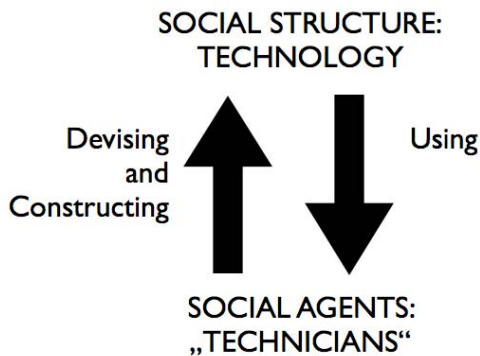 SOCIAL STRUCTURE:
TECHNOLOGY
Devising
and
Constructing
Using
SOCIAL AGENTS:
„TECHNICIANS“